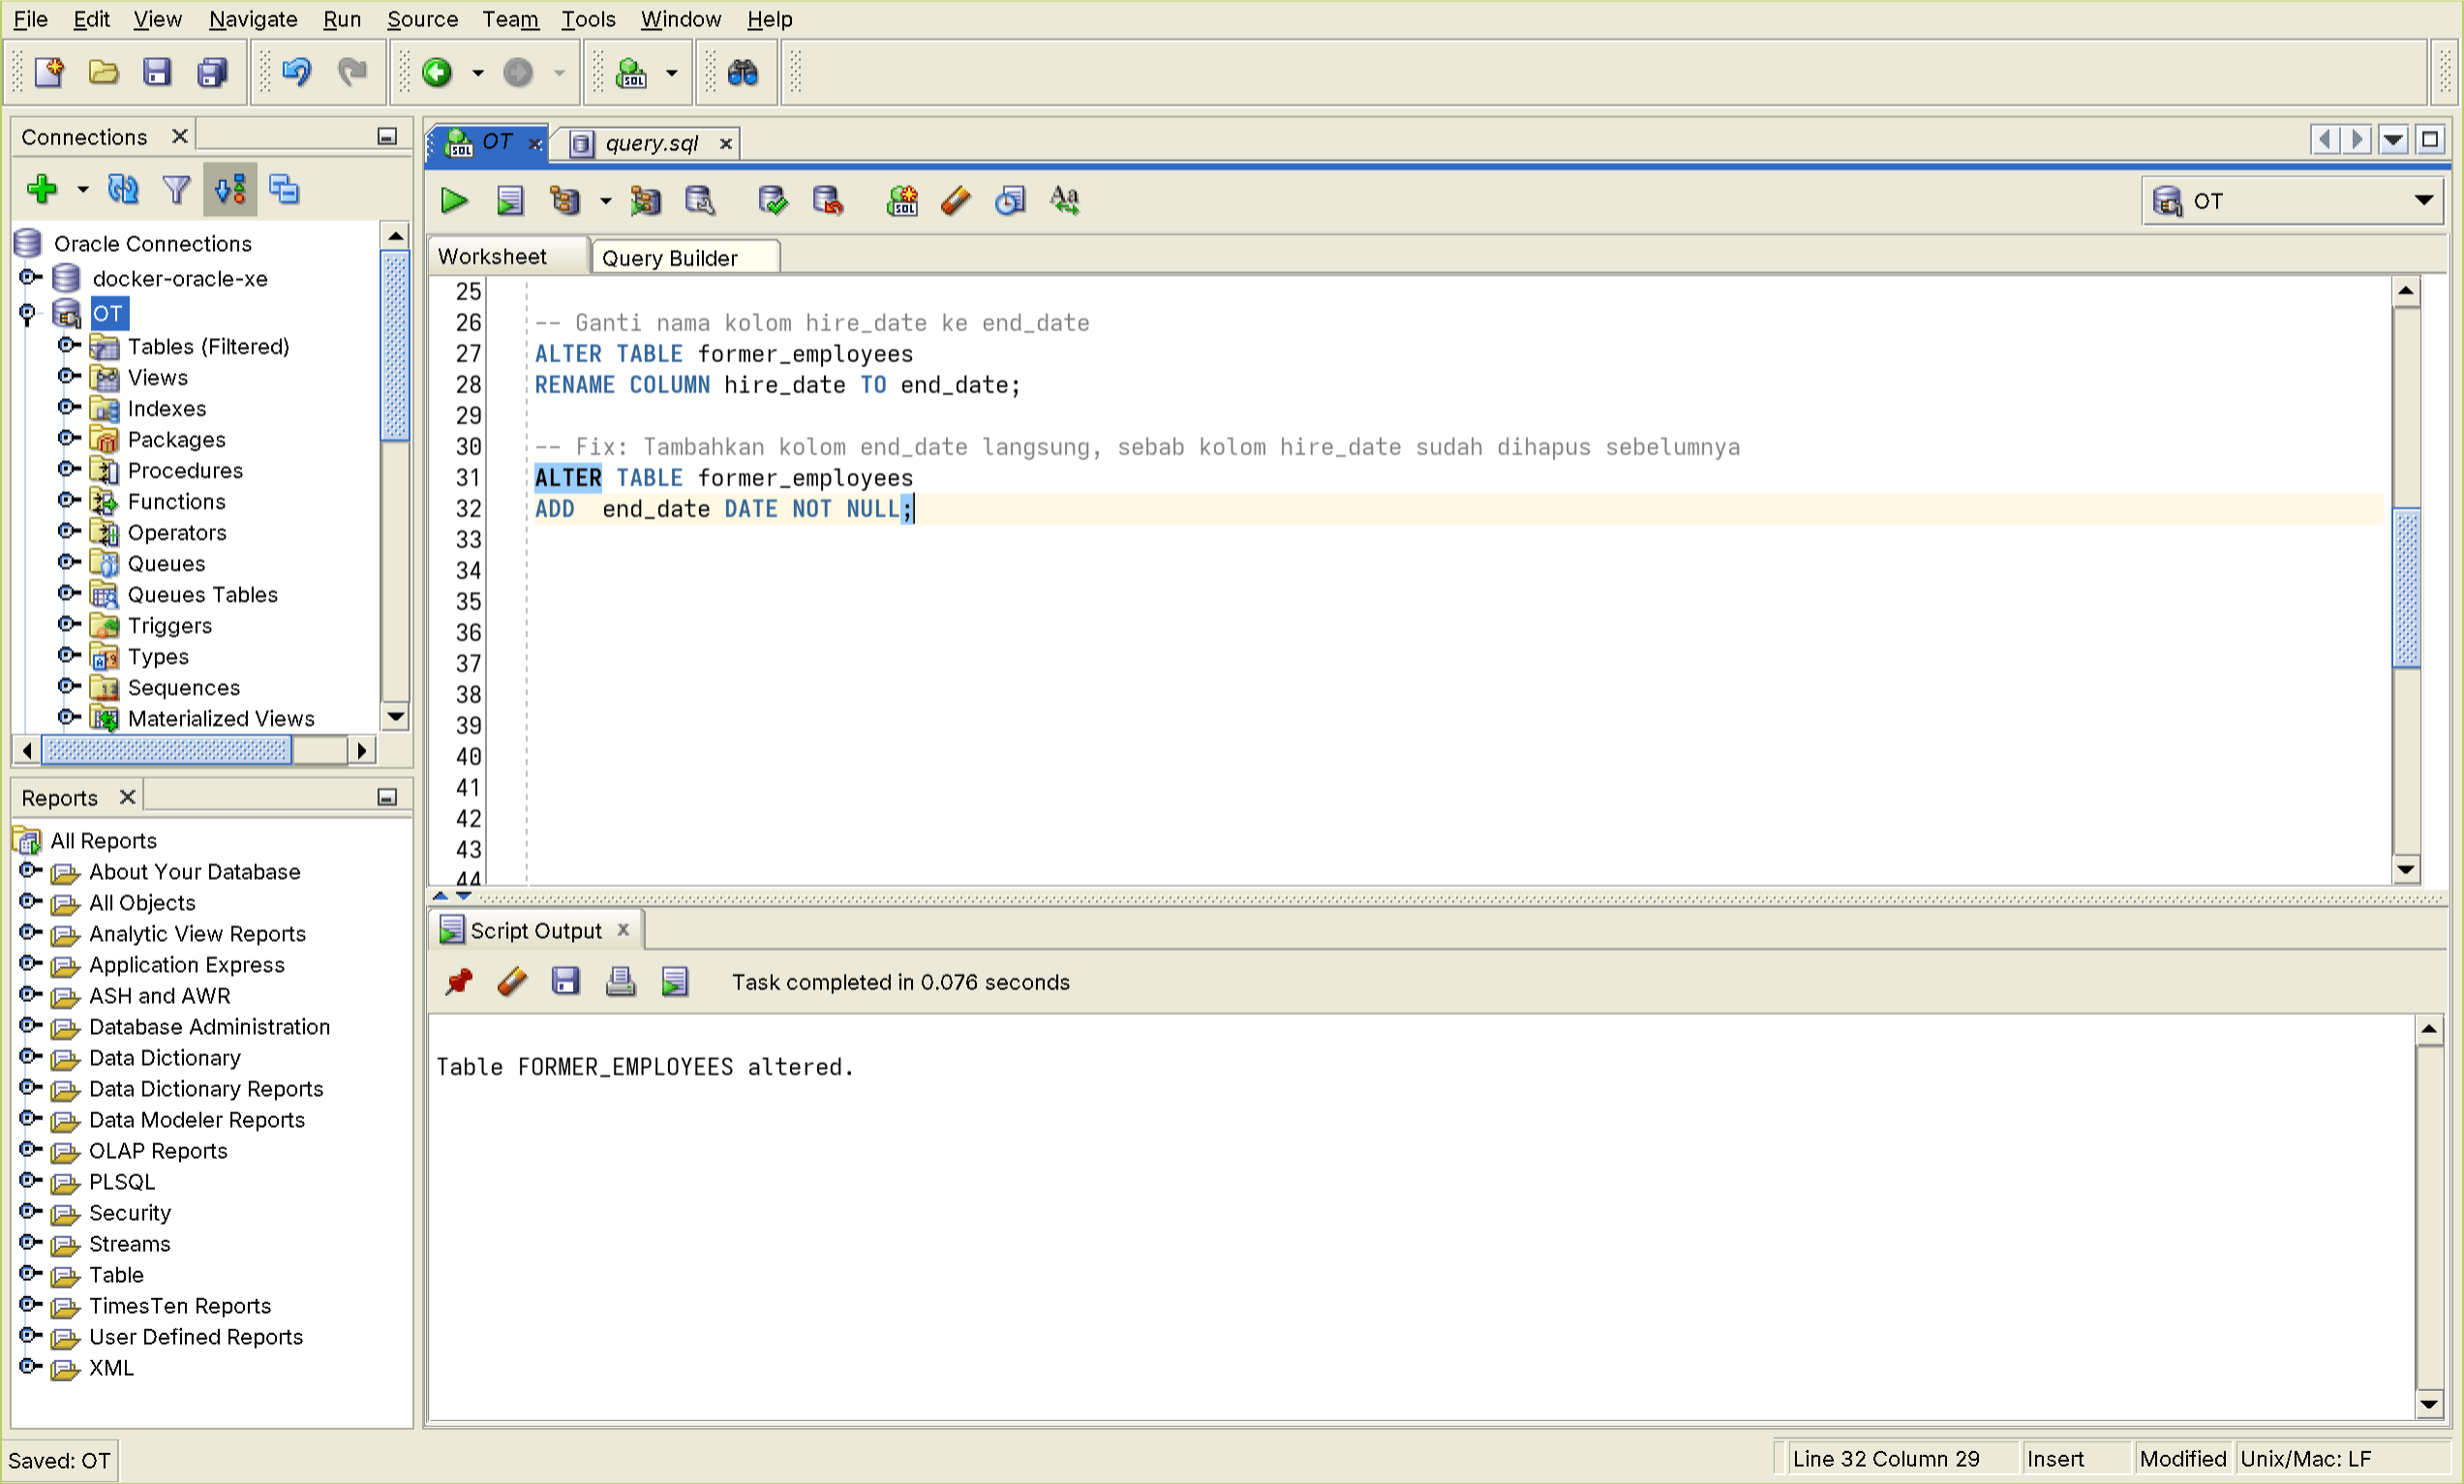 File Edit View Navigate Run Source Team Tools Window Help
Connections
Oracle Connections
docker-oracle-xe
OT
Tables (Filtered)
Views
Indexes
Packages
Procedures
Functions
Operators
Queues
Queues Tables
Triggers
Types
Sequences
Materialized Views
Reports
All Reports
About Your Database
All Objects
Analytic View Reports
Application Express
ASH and AWR
Database Administration
Data Dictionary
Data Dictionary Reports
Data Modeler Reports
OLAP Reports
PLSQL
Security
Streams
Table
TimesTen Reports
User Defined Reports
XML
OT query.sql
OT
Worksheet Query Builder
25
26 -- Ganti nama kolom hire_date ke end_date
27 ALTER TABLE former_employees
28 RENAME COLUMN hire_date TO end_date;
29
30 -- Fix: Tambahkan kolom end_date langsung, sebab kolom hire_date sudah dihapus sebelumnya
31 ALTER TABLE former_employees
32 ADD  end_date DATE NOT NULL;
33
34
35
36
37
38
39
40
41
42
43
44
Script Output
Task completed in 0.076 seconds
Table FORMER_EMPLOYEES altered.
Saved: OT
Line 32 Column 29 Insert Modified Unix/Mac: LF